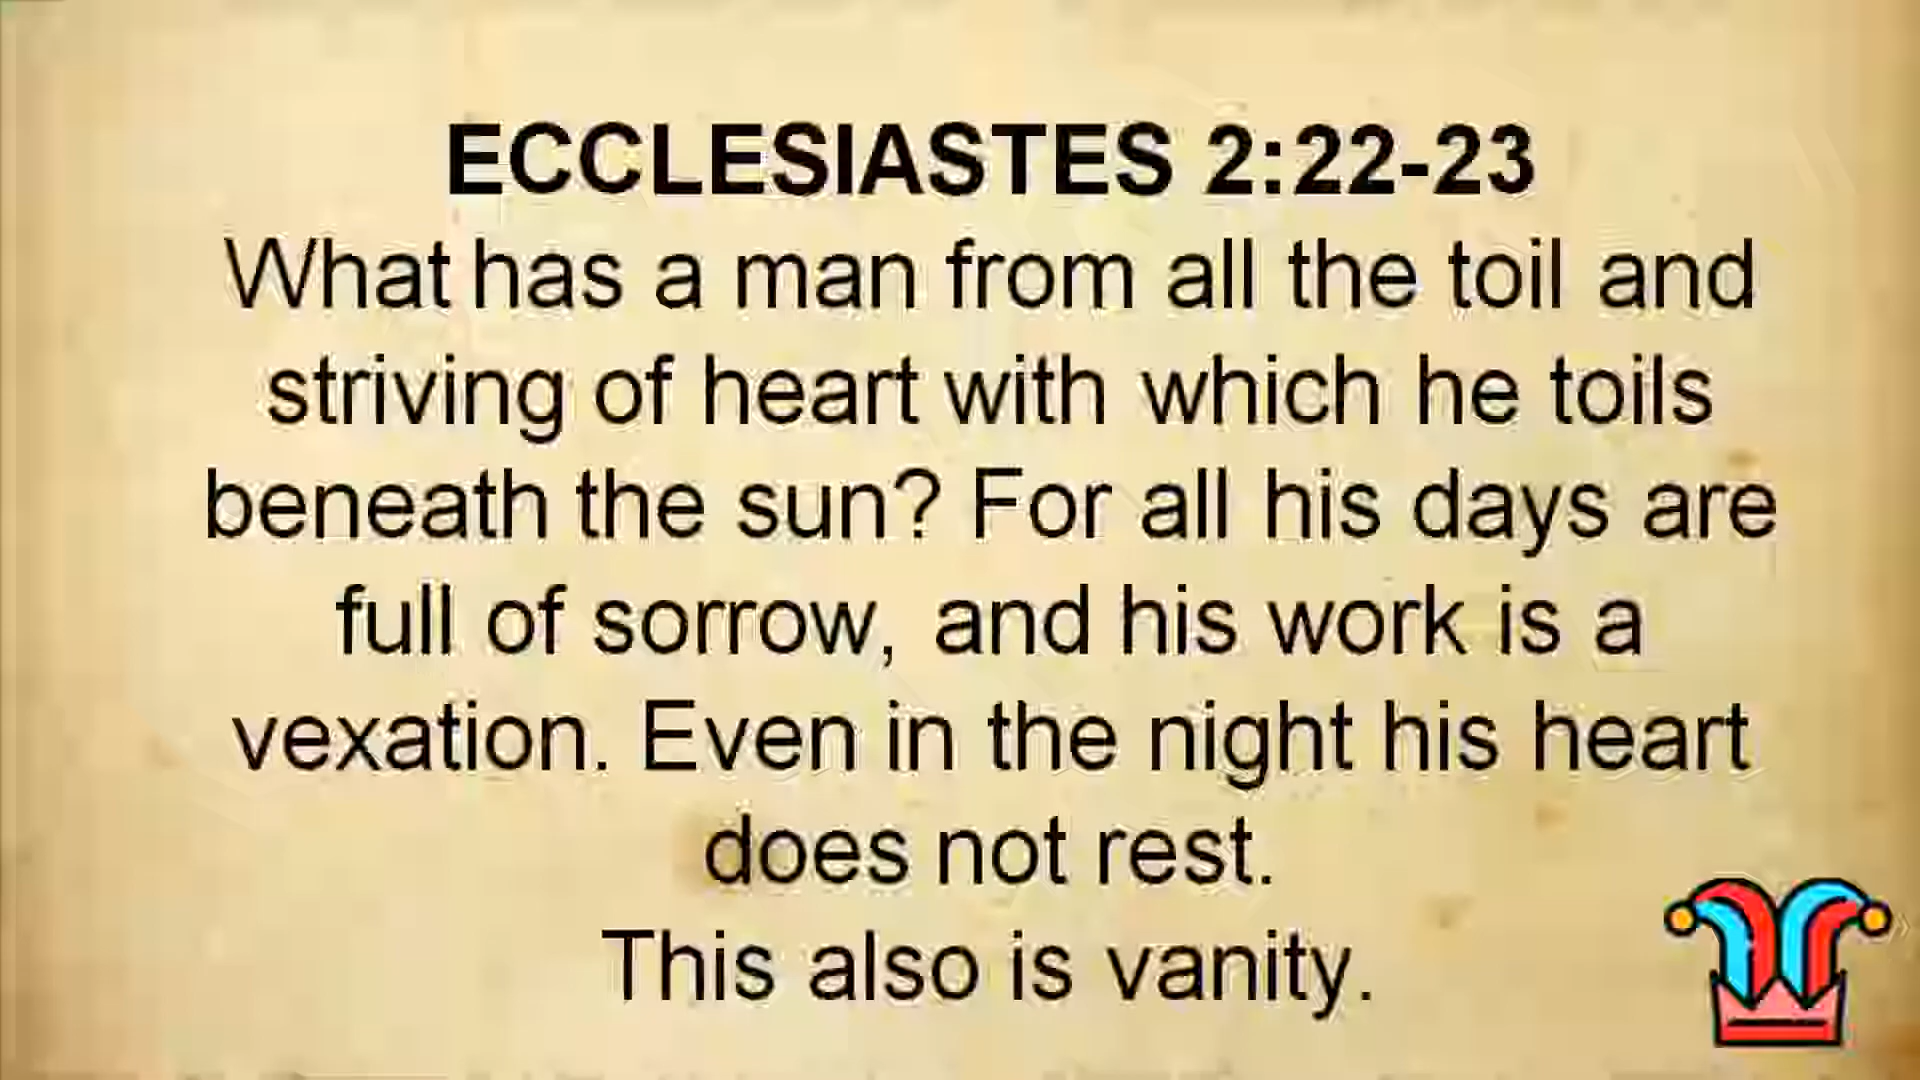 ECCLESIASTES 2:22-23
What has a man from all the toil and
striving of heart with which he toils
beneath the sun? For all his days are
full of sorrow, and his work is a
vexation. Even in the night his heart
does not rest.
This also is vanity.